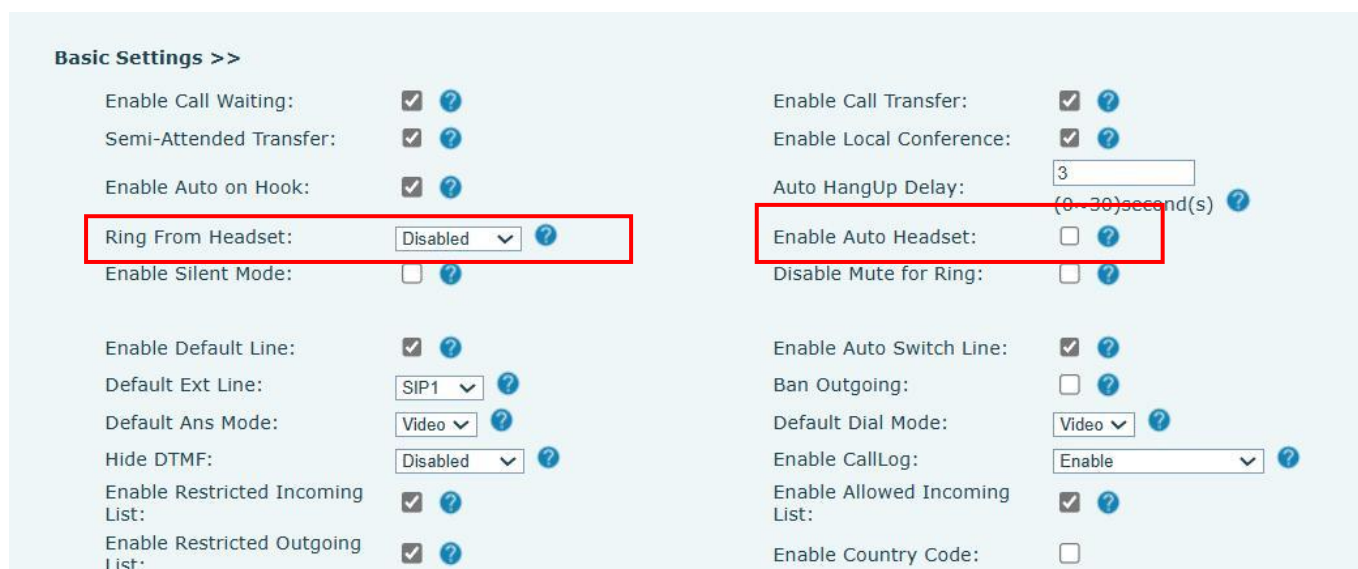 Basic Settings >>
Enable Call Waiting: ? Enable Call Transfer: ?
Semi-Attended Transfer: ? Enable Local Conference: ?
Enable Auto on Hook: ? Auto HangUp Delay: 3
(0~30)second(s) ?
Ring From Headset: Disabled ? Enable Auto Headset: ?
Enable Silent Mode: ? Disable Mute for Ring: ?
Enable Default Line: ? Enable Auto Switch Line: ?
Default Ext Line: SIP1 ? Ban Outgoing: ?
Default Ans Mode: Video ? Default Dial Mode: Video ?
Hide DTMF: Disabled ? Enable CallLog: Enable ?
Enable Restricted Incoming
List: ? Enable Allowed Incoming
List: ?
Enable Restricted Outgoing
List: ? Enable Country Code: